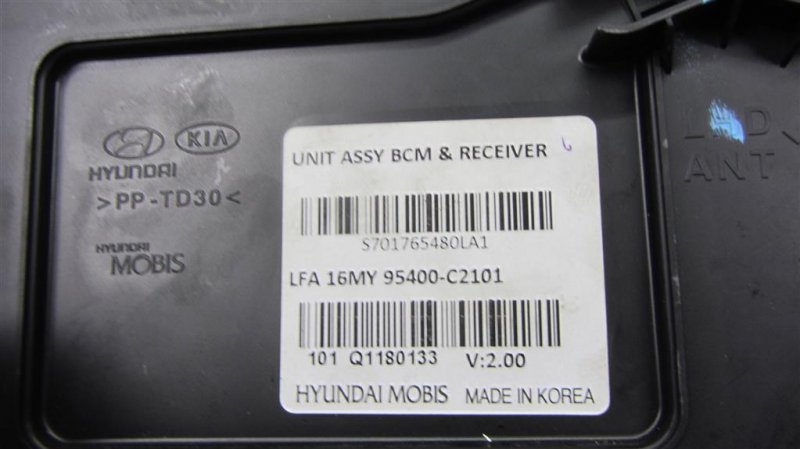 HYUNDAI
KIA
>PP-TD30<
HYUNDAI
MOBIS
UNIT ASSY BCM & RECEIVER
S701765480LA1
LFA 16MY 95400-C2101
101 Q1180133 V:2.00
HYUNDAI MOBIS MADE IN KOREA
ANT